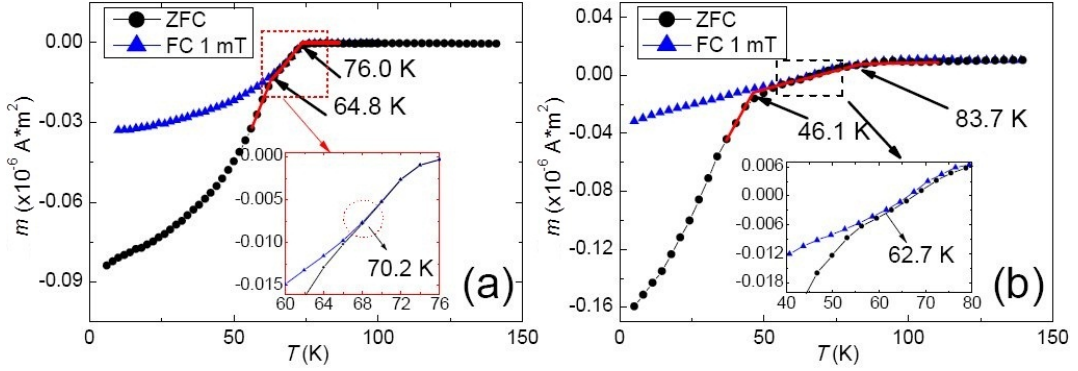 ZFC
FC 1 mT
0.00
-0.03
-0.06
-0.09
m (x10⁻⁶ A*m²)
76.0 K
64.8 K
0.000
-0.005
-0.010
-0.015
70.2 K
60 64 68 72 76
(a)
0 50 100 150
T (K)
ZFC
FC 1 mT
0.04
0.00
-0.04
-0.08
-0.12
-0.16
m (x10⁻⁶ A*m²)
46.1 K
83.7 K
0.006
0.000
-0.006
-0.012
-0.018
62.7 K
40 50 60 70 80
(b)
0 50 100 150
T (K)